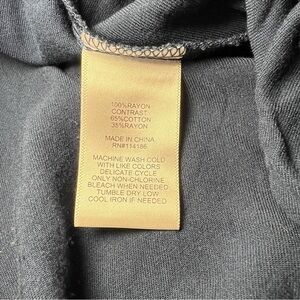 100%RAYON
CONTRAST
65%COTTON
35%RAYON
MADE IN CHINA
RN#114186
MACHINE WASH COLD
WITH LIKE COLORS
DELICATE CYCLE
ONLY NON-CHLORINE
BLEACH WHEN NEEDED
TUMBLE DRY LOW
COOL IRON IF NEEDED